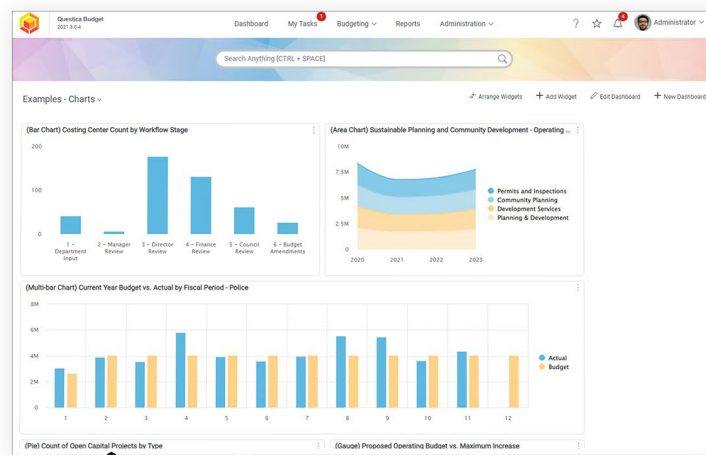 Questica Budget
2021.3.0.4
Dashboard
My Tasks
1
Budgeting
Reports
Administration
?
4
Administrator
Search Anything [CTRL + SPACE]
Examples - Charts
Arrange Widgets
+ Add Widget
Edit Dashboard
+ New Dashboard
(Bar Chart) Costing Center Count by Workflow Stage
200
100
0
1 -
Department
Input
2 - Manager
Review
3 - Director
Review
4 - Finance
Review
5 - Council
Review
6 - Budget
Amendments
(Area Chart) Sustainable Planning and Community Development - Operating ...
10M
7.5M
5M
2.5M
0
2020 2021 2022 2023
Permits and Inspections
Community Planning
Development Services
Planning & Development
(Multi-bar Chart) Current Year Budget vs. Actual by Fiscal Period - Police
8M
6M
4M
2M
0
1 2 3 4 5 6 7 8 9 10 11 12
Actual
Budget
(Pie) Count of Open Capital Projects by Type
(Gauge) Proposed Operating Budget vs. Maximum Increase